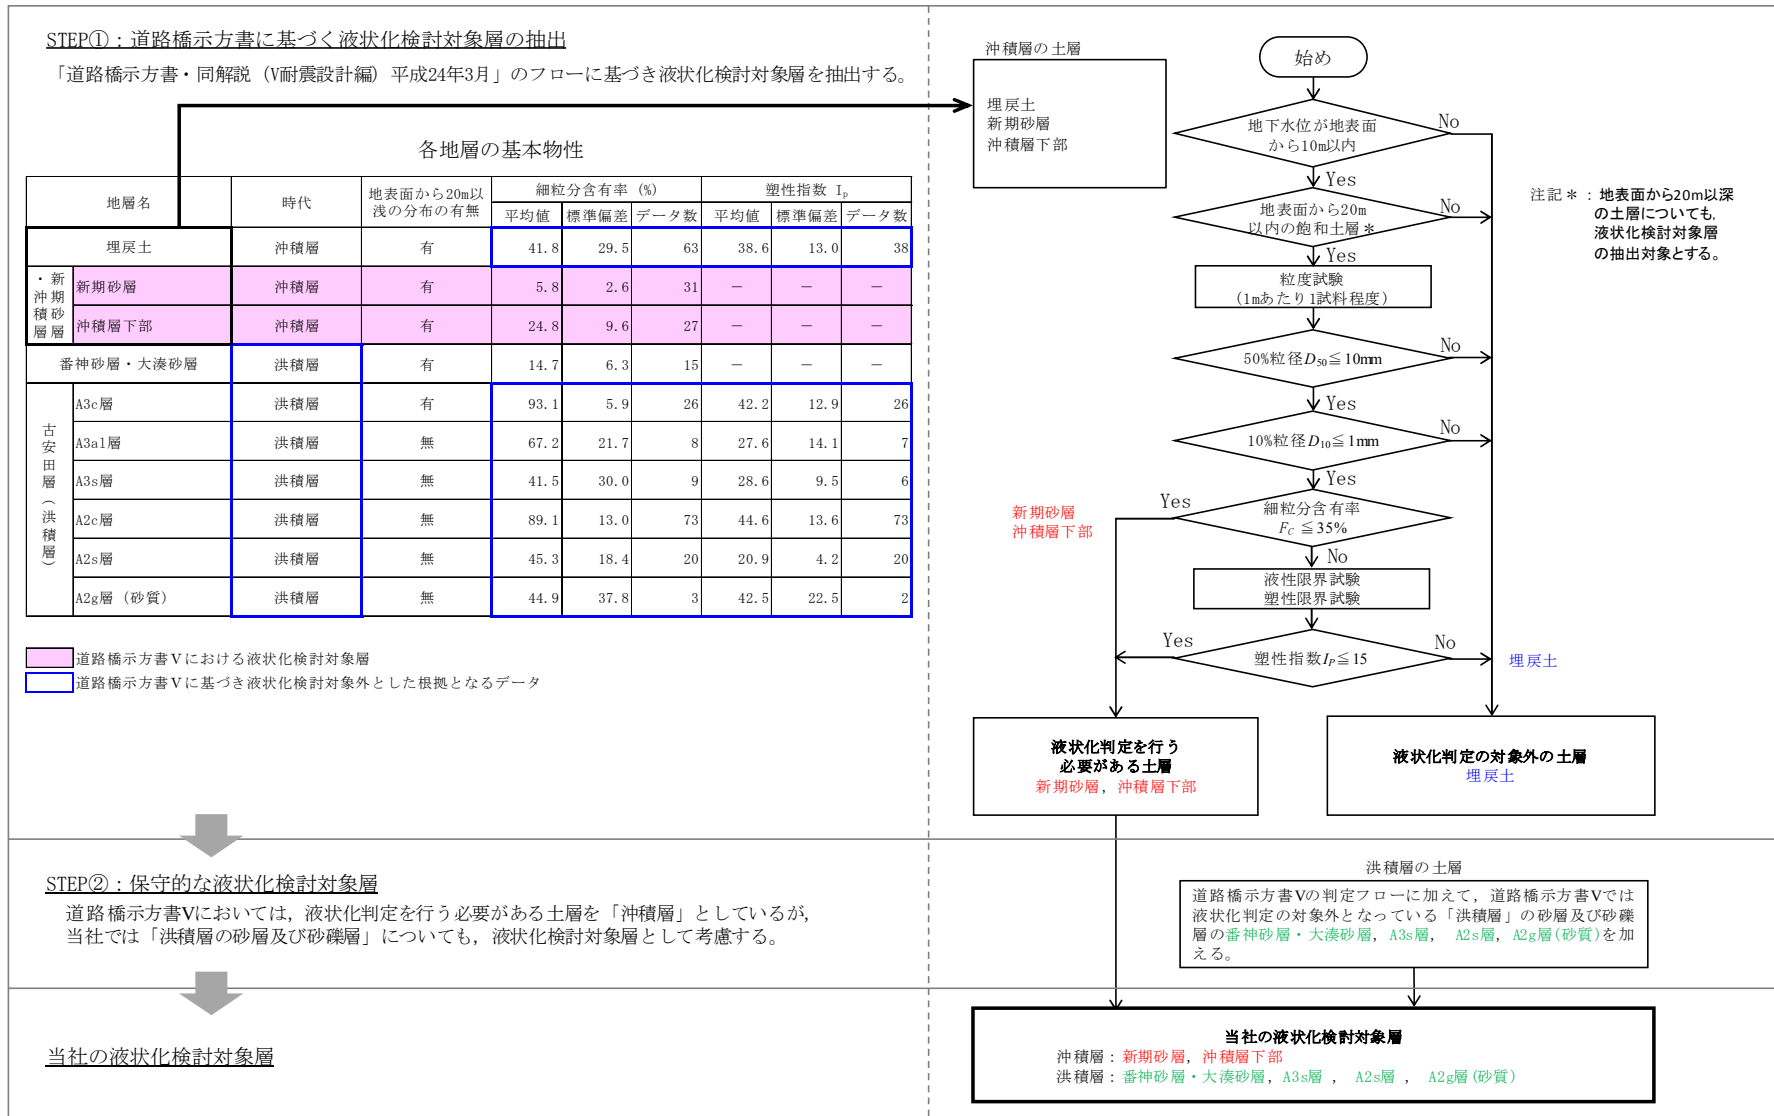 STEP①：道路橋示方書に基づく液状化検討対象層の抽出
「道路橋示方書・同解説（Ⅴ耐震設計編）平成24年3月」のフローに基づき液状化検討対象層を抽出する。
各地層の基本物性
地層名 時代 地表面から20m以浅の分布の有無 細粒分含有率（%） 塑性指数 Ip
平均値 標準偏差 データ数 平均値 標準偏差 データ数
埋戻土 沖積層 有 41.8 29.5 63 38.6 13.0 38
新期砂層・沖積層
新期砂層 沖積層 有 5.8 2.6 31 － － －
沖積層下部 沖積層 有 24.8 9.6 27 － － －
番神砂層・大湊砂層 洪積層 有 14.7 6.3 15 － － －
古安田層（洪積層）
A3c層 洪積層 有 93.1 5.9 26 42.2 12.9 26
A3a1層 洪積層 無 67.2 21.7 8 27.6 14.1 7
A3s層 洪積層 無 41.5 30.0 9 28.6 9.5 6
A2c層 洪積層 無 89.1 13.0 73 44.6 13.6 73
A2s層 洪積層 無 45.3 18.4 20 20.9 4.2 20
A2g層（砂質） 洪積層 無 44.9 37.8 3 42.5 22.5 2
道路橋示方書Ⅴにおける液状化検討対象層
道路橋示方書Ⅴに基づき液状化検討対象外とした根拠となるデータ
沖積層の土層
埋戻土
新期砂層
沖積層下部
始め
地下水位が地表面
から10m以内
No
Yes
地表面から20m
以内の飽和土層＊
No
Yes
注記＊：地表面から20m以深
の土層についても,
液状化検討対象層
の抽出対象とする。
粒度試験
(1mあたり1試料程度)
50%粒径D50≦10mm
No
Yes
10%粒径D10≦1mm
No
Yes
細粒分含有率
FC≦35%
Yes
新期砂層
沖積層下部
No
液性限界試験
塑性限界試験
塑性指数IP≦15
Yes
No
埋戻土
液状化判定を行う
必要がある土層
新期砂層，沖積層下部
液状化判定の対象外の土層
埋戻土
STEP②：保守的な液状化検討対象層
道路橋示方書Ⅴにおいては，液状化判定を行う必要がある土層を「沖積層」としているが，
当社では「洪積層の砂層及び砂礫層」についても，液状化検討対象層として考慮する。
洪積層の土層
道路橋示方書Ⅴの判定フローに加えて，道路橋示方書Ⅴでは
液状化判定の対象外となっている「洪積層」の砂層及び砂礫
層の番神砂層・大湊砂層，A3s層， A2s層，A2g層(砂質)を加
える。
当社の液状化検討対象層
当社の液状化検討対象層
沖積層：新期砂層，沖積層下部
洪積層：番神砂層・大湊砂層，A3s層 ， A2s層 ， A2g層(砂質)